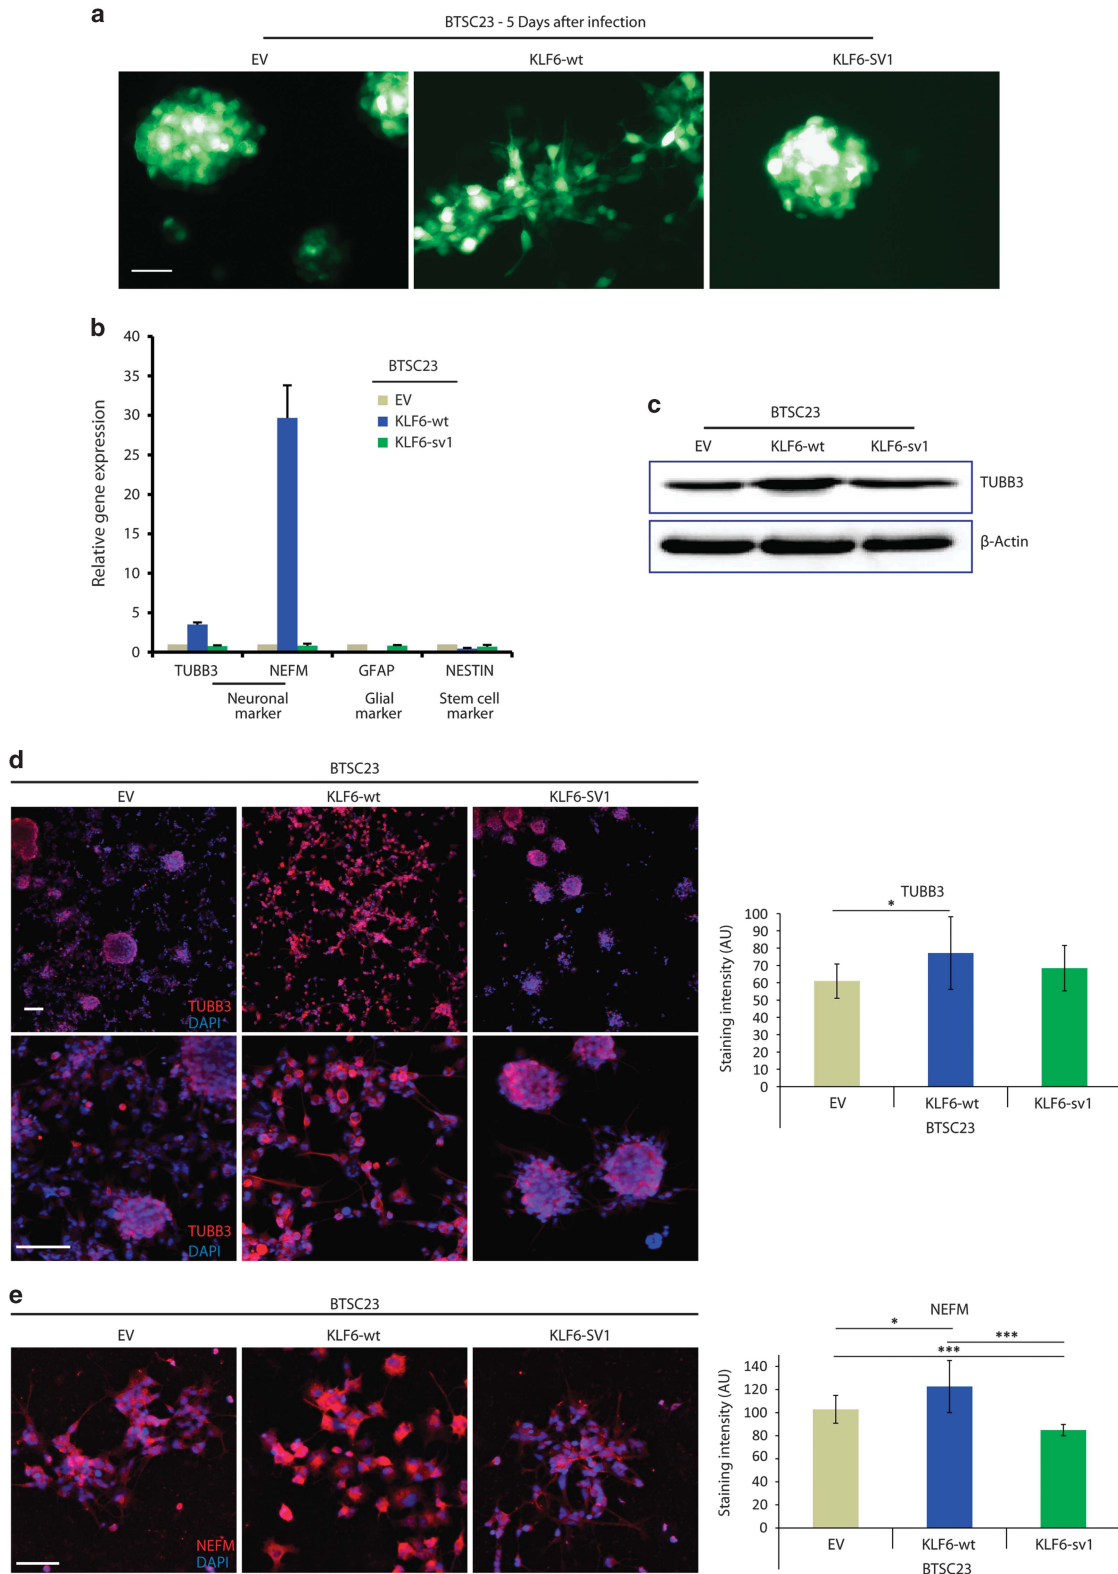 a
BTSC23 - 5 Days after infection
EV
KLF6-wt
KLF6-SV1
b
Relative gene expression
40
35
30
25
20
15
10
5
0
BTSC23
EV
KLF6-wt
KLF6-sv1
TUBB3
NEFM
GFAP
NESTIN
Neuronal
marker
Glial
marker
Stem cell
marker
c
BTSC23
EV
KLF6-wt
KLF6-sv1
TUBB3
β-Actin
d
BTSC23
EV
KLF6-wt
KLF6-SV1
TUBB3
DAPI
TUBB3
DAPI
TUBB3
*
Staining intensity (AU)
100
90
80
70
60
50
40
30
20
10
0
EV
KLF6-wt
KLF6-sv1
BTSC23
e
BTSC23
EV
KLF6-wt
KLF6-SV1
NEFM
DAPI
NEFM
*
***
***
Staining intensity (AU)
140
120
100
80
60
40
20
0
EV
KLF6-wt
KLF6-sv1
BTSC23